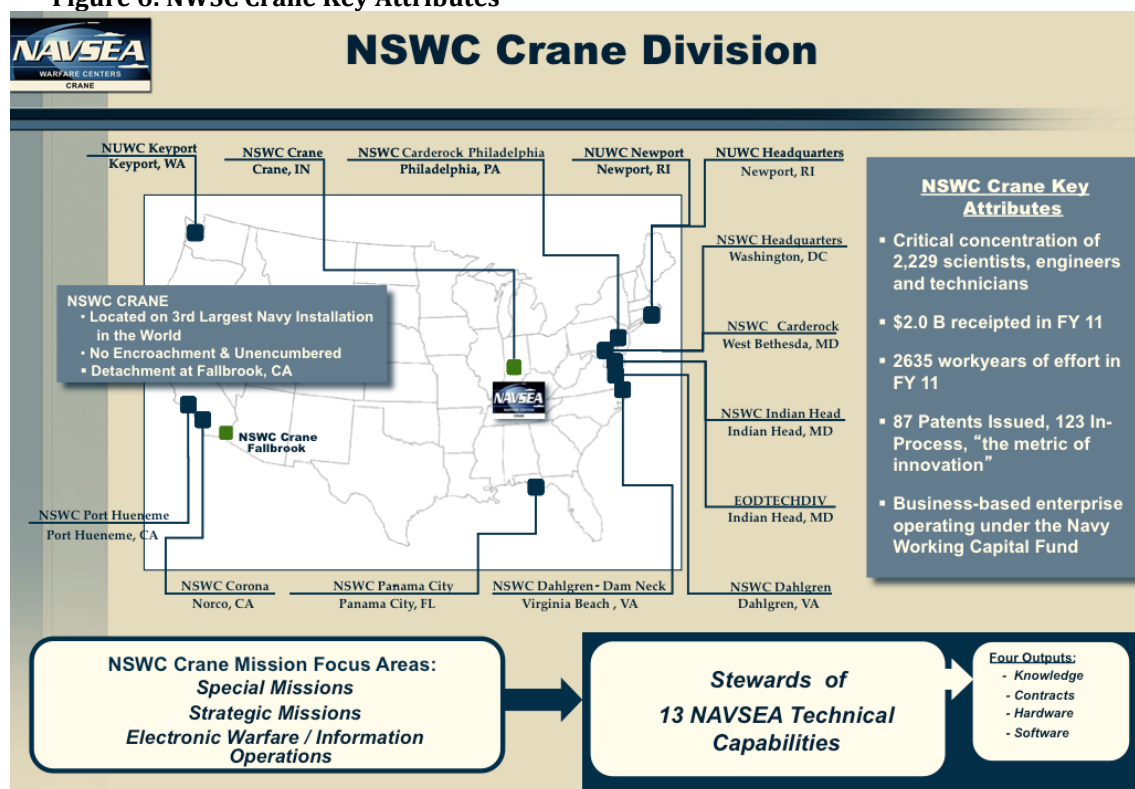 Figure 6: NWSC Crane Key Attributes
NAVSEA
WARFARE CENTERS
CRANE
NSWC Crane Division
NUWC Keyport
Keyport, WA
NSWC Crane
Crane, IN
NSWC Carderock Philadelphia
Philadelphia, PA
NUWC Newport
Newport, RI
NUWC Headquarters
Newport, RI
NSWC Headquarters
Washington, DC
NSWC Carderock
West Bethesda, MD
NSWC Indian Head
Indian Head, MD
EODTECHDIV
Indian Head, MD
NSWC Dahlgren
Dahlgren, VA
NSWC Dahlgren - Dam Neck
Virginia Beach , VA
NSWC Panama City
Panama City, FL
NSWC Corona
Norco, CA
NSWC Port Hueneme
Port Hueneme, CA
NSWC CRANE
• Located on 3rd Largest Navy Installation
in the World
• No Encroachment & Unencumbered
▪ Detachment at Fallbrook, CA
NSWC Crane
Fallbrook
NAVSEA
WARFARE CENTERS
CRANE
NSWC Crane Key
Attributes
▪ Critical concentration of
2,229 scientists, engineers
and technicians
▪ $2.0 B receipted in FY 11
▪ 2635 workyears of effort in
FY 11
▪ 87 Patents Issued, 123 In-
Process, “the metric of
innovation”
▪ Business-based enterprise
operating under the Navy
Working Capital Fund
NSWC Crane Mission Focus Areas:
Special Missions
Strategic Missions
Electronic Warfare / Information
Operations
Stewards of
13 NAVSEA Technical
Capabilities
Four Outputs:
- Knowledge
- Contracts
- Hardware
- Software